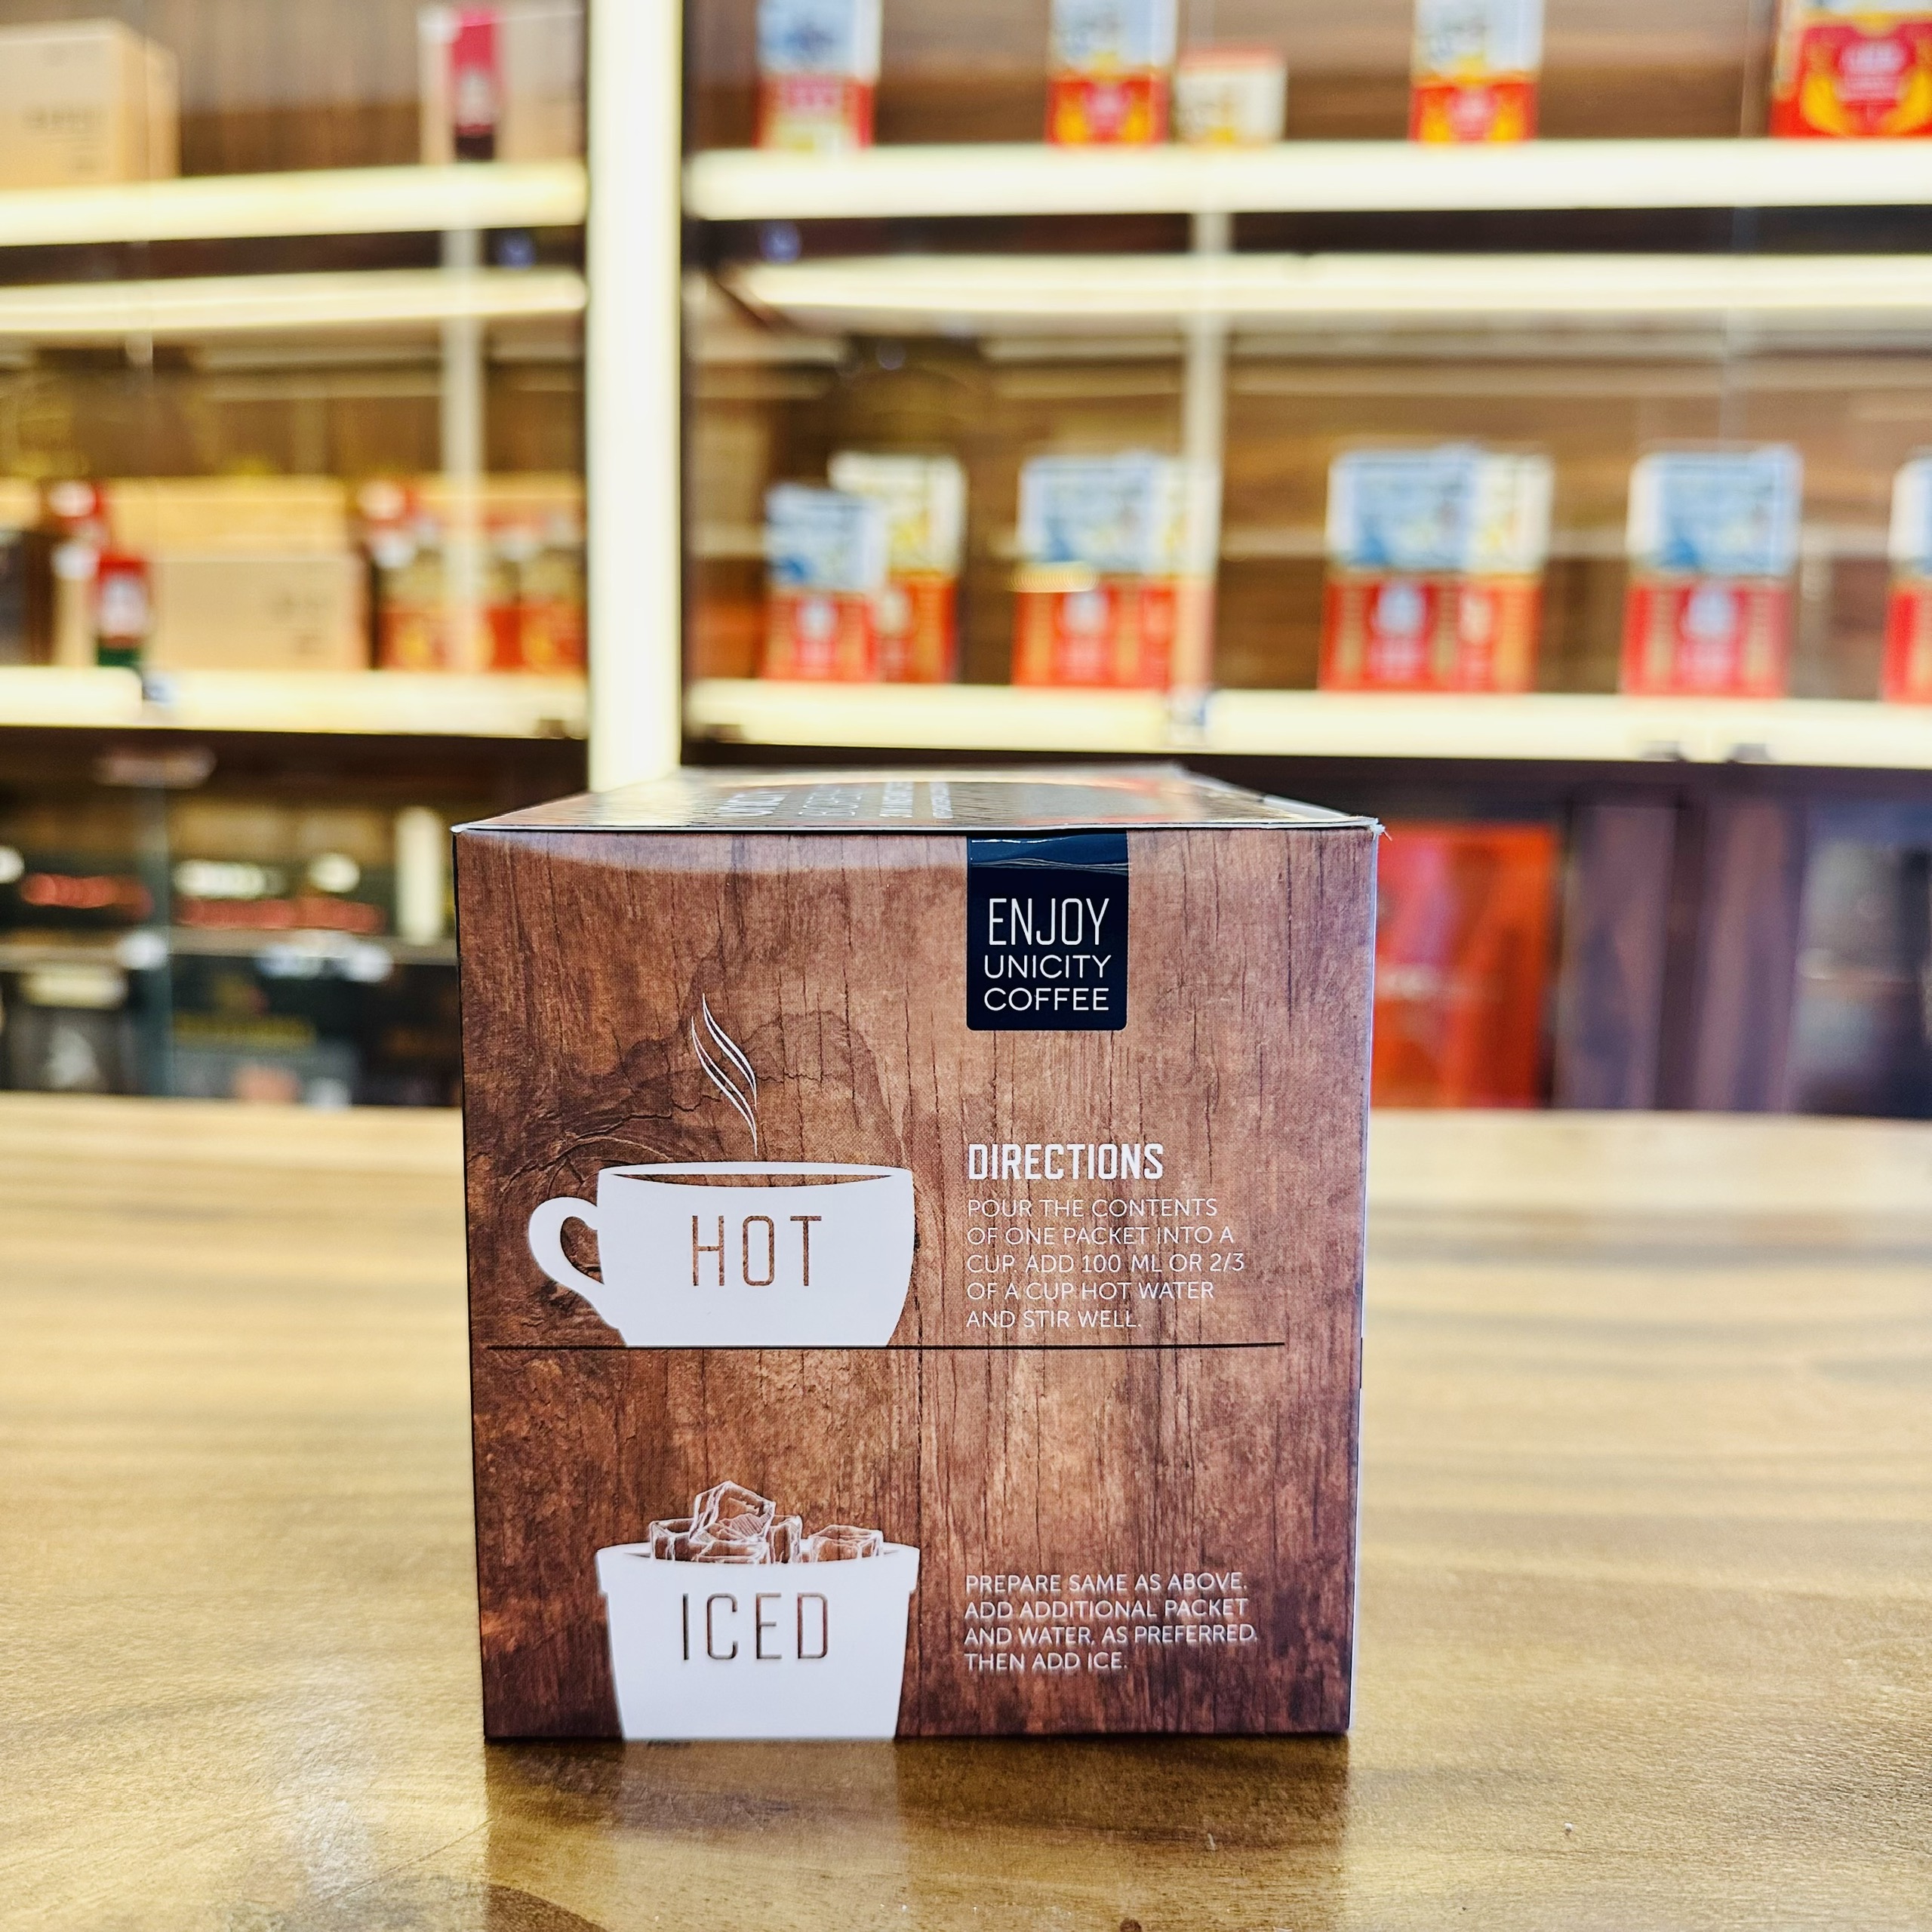 ENJOY
UNICITY
COFFEE
HOT
DIRECTIONS
POUR THE CONTENTS
OF ONE PACKET INTO A
CUP. ADD 100 ML OR 2/3
OF A CUP HOT WATER
AND STIR WELL.
ICED
PREPARE SAME AS ABOVE.
ADD ADDITIONAL PACKET
AND WATER, AS PREFERRED.
THEN ADD ICE.